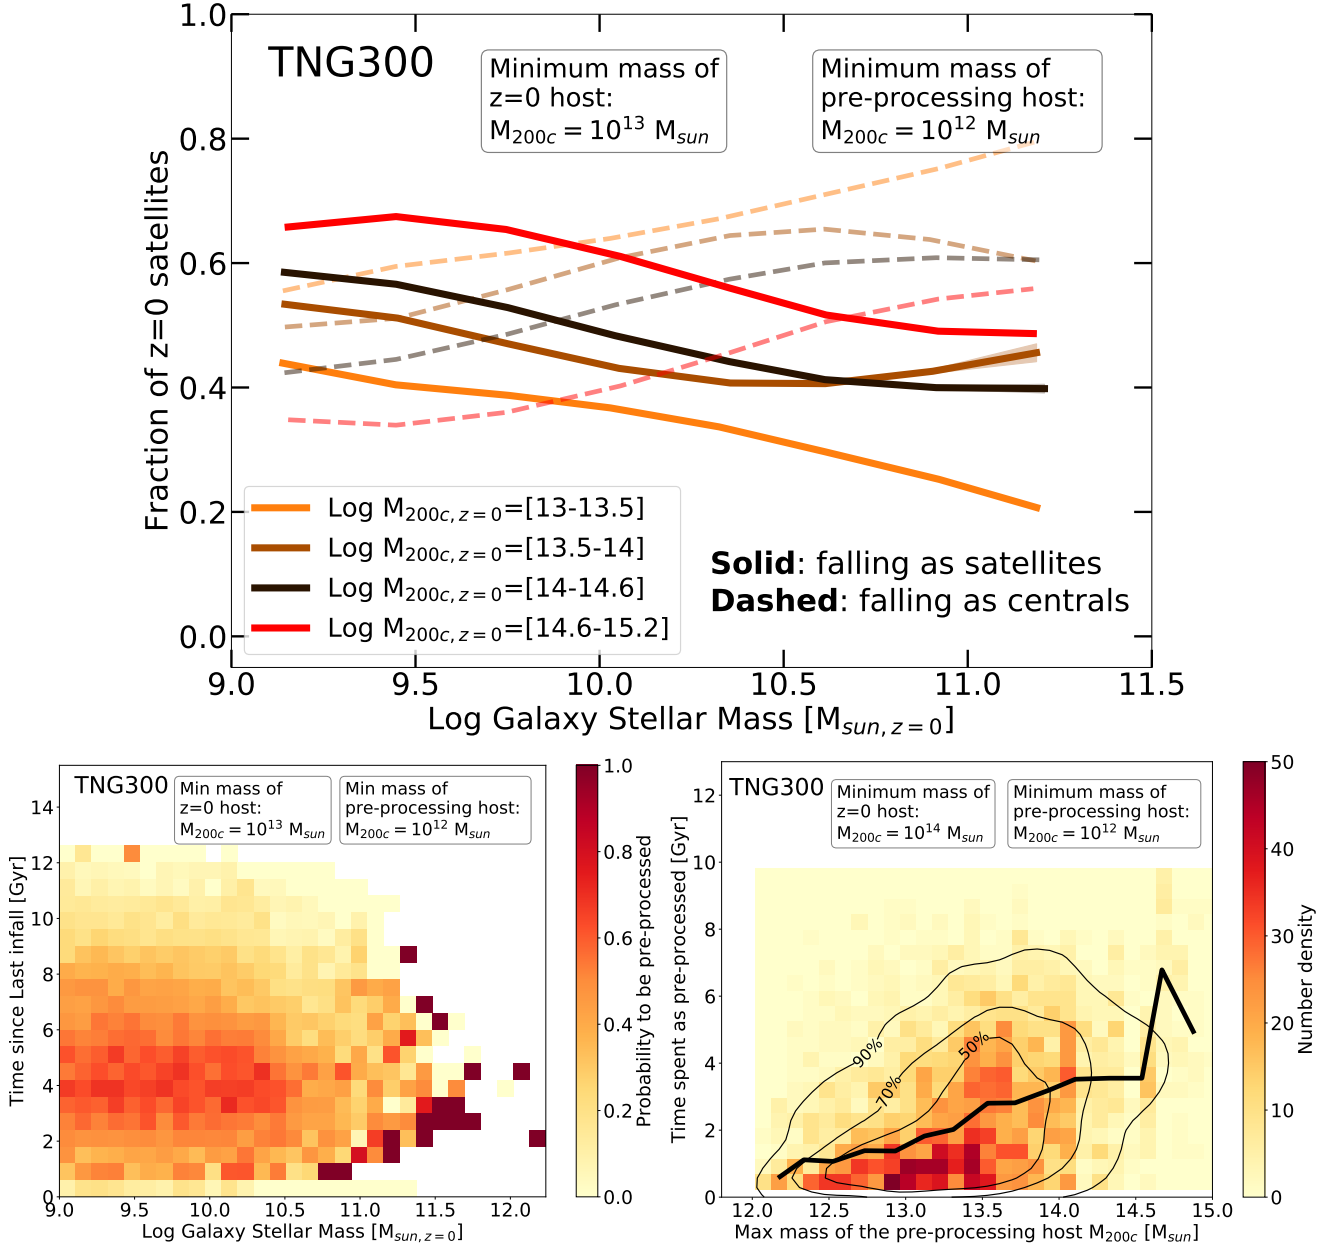 1.0
0.8
0.6
0.4
0.2
0.0
Fraction of z=0 satellites
TNG300
Minimum mass of
z=0 host:
M200c = 10^13 Msun
Minimum mass of
pre-processing host:
M200c = 10^12 Msun
Log M200c, z=0=[13-13.5]
Log M200c, z=0=[13.5-14]
Log M200c, z=0=[14-14.6]
Log M200c, z=0=[14.6-15.2]
Solid: falling as satellites
Dashed: falling as centrals
9.0 9.5 10.0 10.5 11.0 11.5
Log Galaxy Stellar Mass [Msun, z=0]
14
12
10
8
6
4
2
0
Time since Last infall [Gyr]
TNG300
Min mass of
z=0 host:
M200c = 10^13 Msun
Min mass of
pre-processing host:
M200c = 10^12 Msun
9.0 9.5 10.0 10.5 11.0 11.5 12.0
Log Galaxy Stellar Mass [Msun, z=0]
1.0
0.8
0.6
0.4
0.2
0.0
Probability to be pre-processed
12
10
8
6
4
2
0
Time spent as pre-processed [Gyr]
TNG300
Minimum mass of
z=0 host:
M200c = 10^14 Msun
Minimum mass of
pre-processing host:
M200c = 10^12 Msun
90%
70%
50%
12.0 12.5 13.0 13.5 14.0 14.5 15.0
Max mass of the pre-processing host M200c [Msun]
50
40
30
20
10
0
Number density